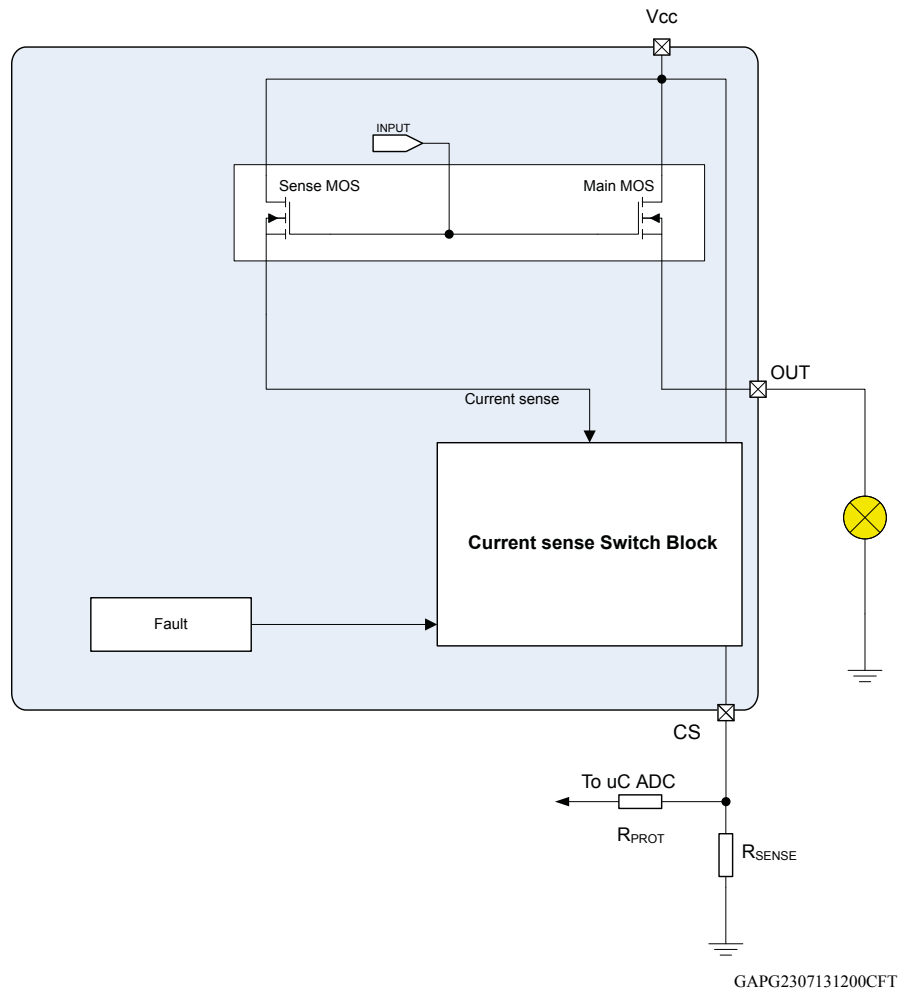 Vcc
INPUT
Sense MOS
Main MOS
OUT
Current sense
Current sense Switch Block
Fault
CS
To uC ADC
RPROT
RSENSE
GAPG2307131200CFT